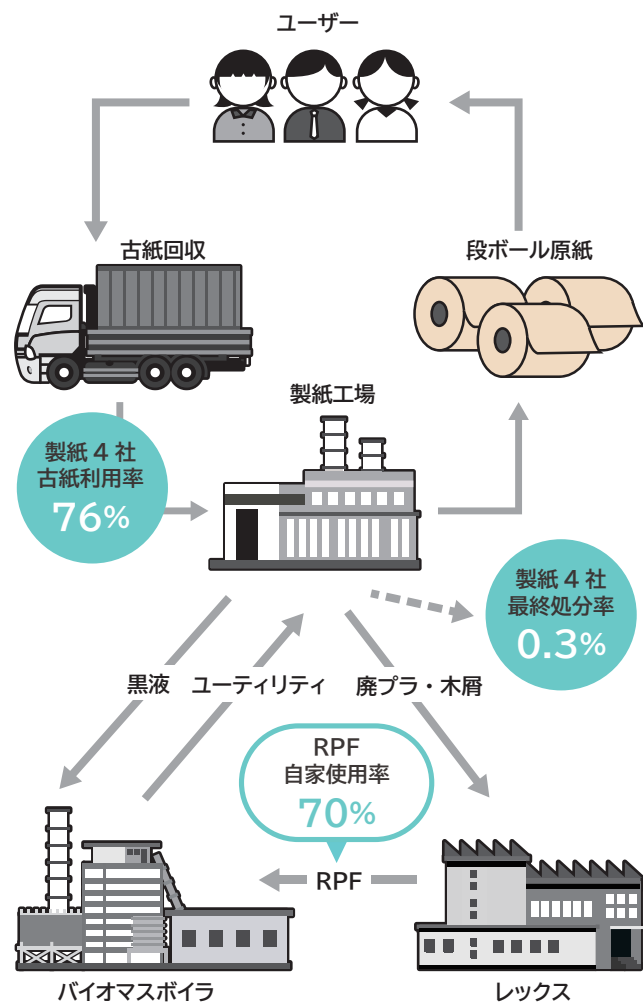 ユーザー
古紙回収
段ボール原紙
製紙4社
古紙利用率
76%
製紙工場
製紙4社
最終処分率
0.3%
黒液
ユーティリティ
廃プラ・木屑
RPF
自家使用率
70%
RPF
バイオマスボイラ
レックス